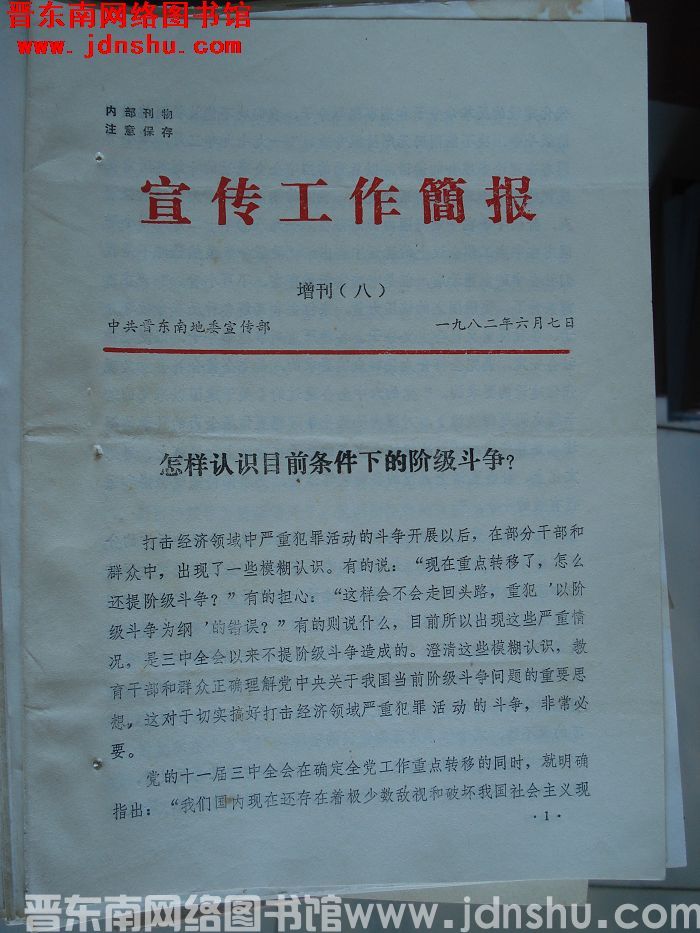 晋东南网络图书馆
www.jdnshu.com
内部刊物
注意保存
宣传工作簡报
增刊（八）
中共晋东南地委宣传部 一九八二年六月七日
怎样认识目前条件下的阶级斗争？
打击经济领域中严重犯罪活动的斗争开展以后，在部分干部和
群众中，出现了一些模糊认识。有的说：“现在重点转移了，怎么
还提阶级斗争？”有的担心：“这样会不会走回头路，重犯‘以阶
级斗争为纲’的错误？”有的则说什么，目前所以出现这些严重情
况，是三中全会以来不提阶级斗争造成的。澄清这些模糊认识，教
育干部和群众正确理解党中央关于我国当前阶级斗争问题的重要思
想，这对于切实搞好打击经济领域严重犯罪活动的斗争，非常必
要。
党的十一届三中全会在确定全党工作重点转移的同时，就明确
指出：“我们国内现在还存在着极少数敌视和破坏我国社会主义现
·1·
晋东南网络图书馆www.jdnshu.com